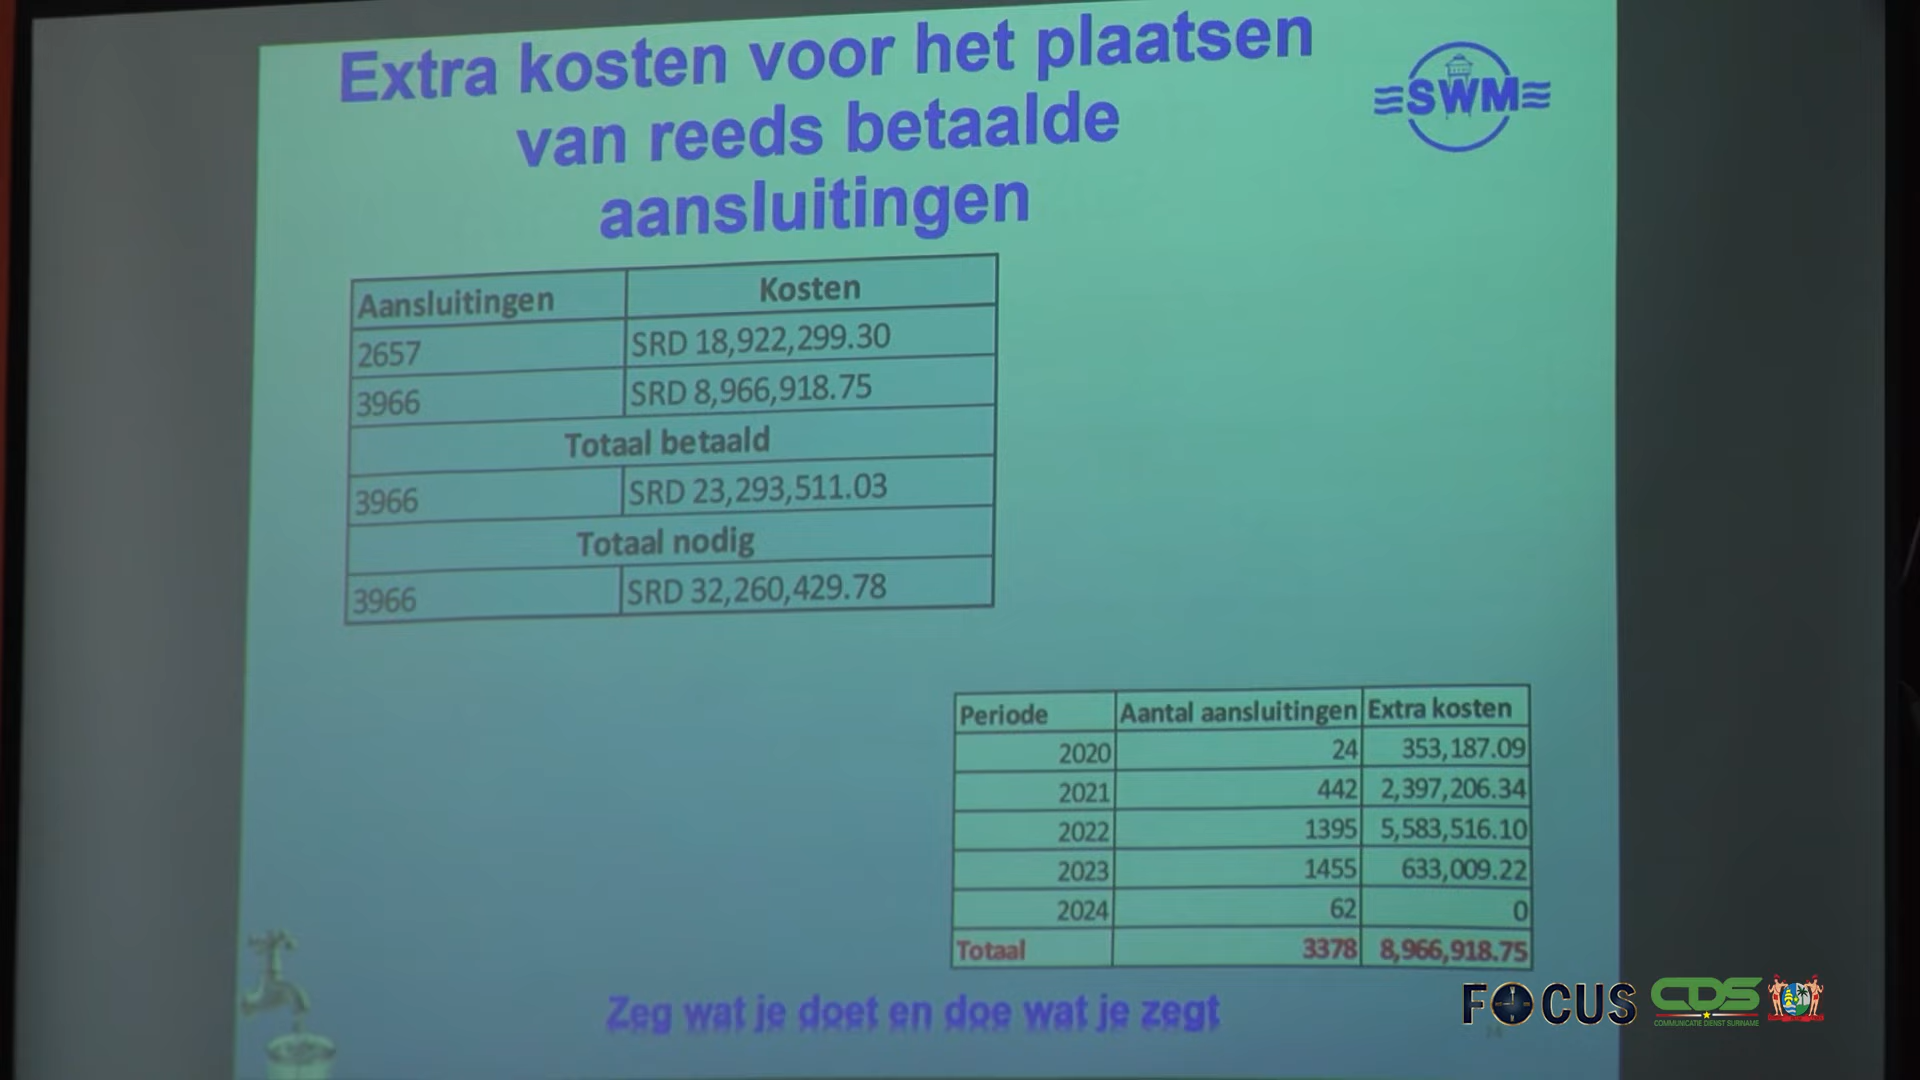 Extra kosten voor het plaatsen
van reeds betaalde
aansluitingen
SWM
Aansluitingen Kosten
2657 SRD 18,922,299.30
3966 SRD 8,966,918.75
Totaal betaald
3966 SRD 23,293,511.03
Totaal nodig
3966 SRD 32,260,429.78
Periode Aantal aansluitingen Extra kosten
2020 24 353,187.09
2021 442 2,397,206.34
2022 1395 5,583,516.10
2023 1455 633,009.22
2024 62 0
Totaal 3378 8,966,918.75
Zeg wat je doet en doe wat je zegt
FOCUS
CDS
COMMUNICATIE DIENST SURINAME